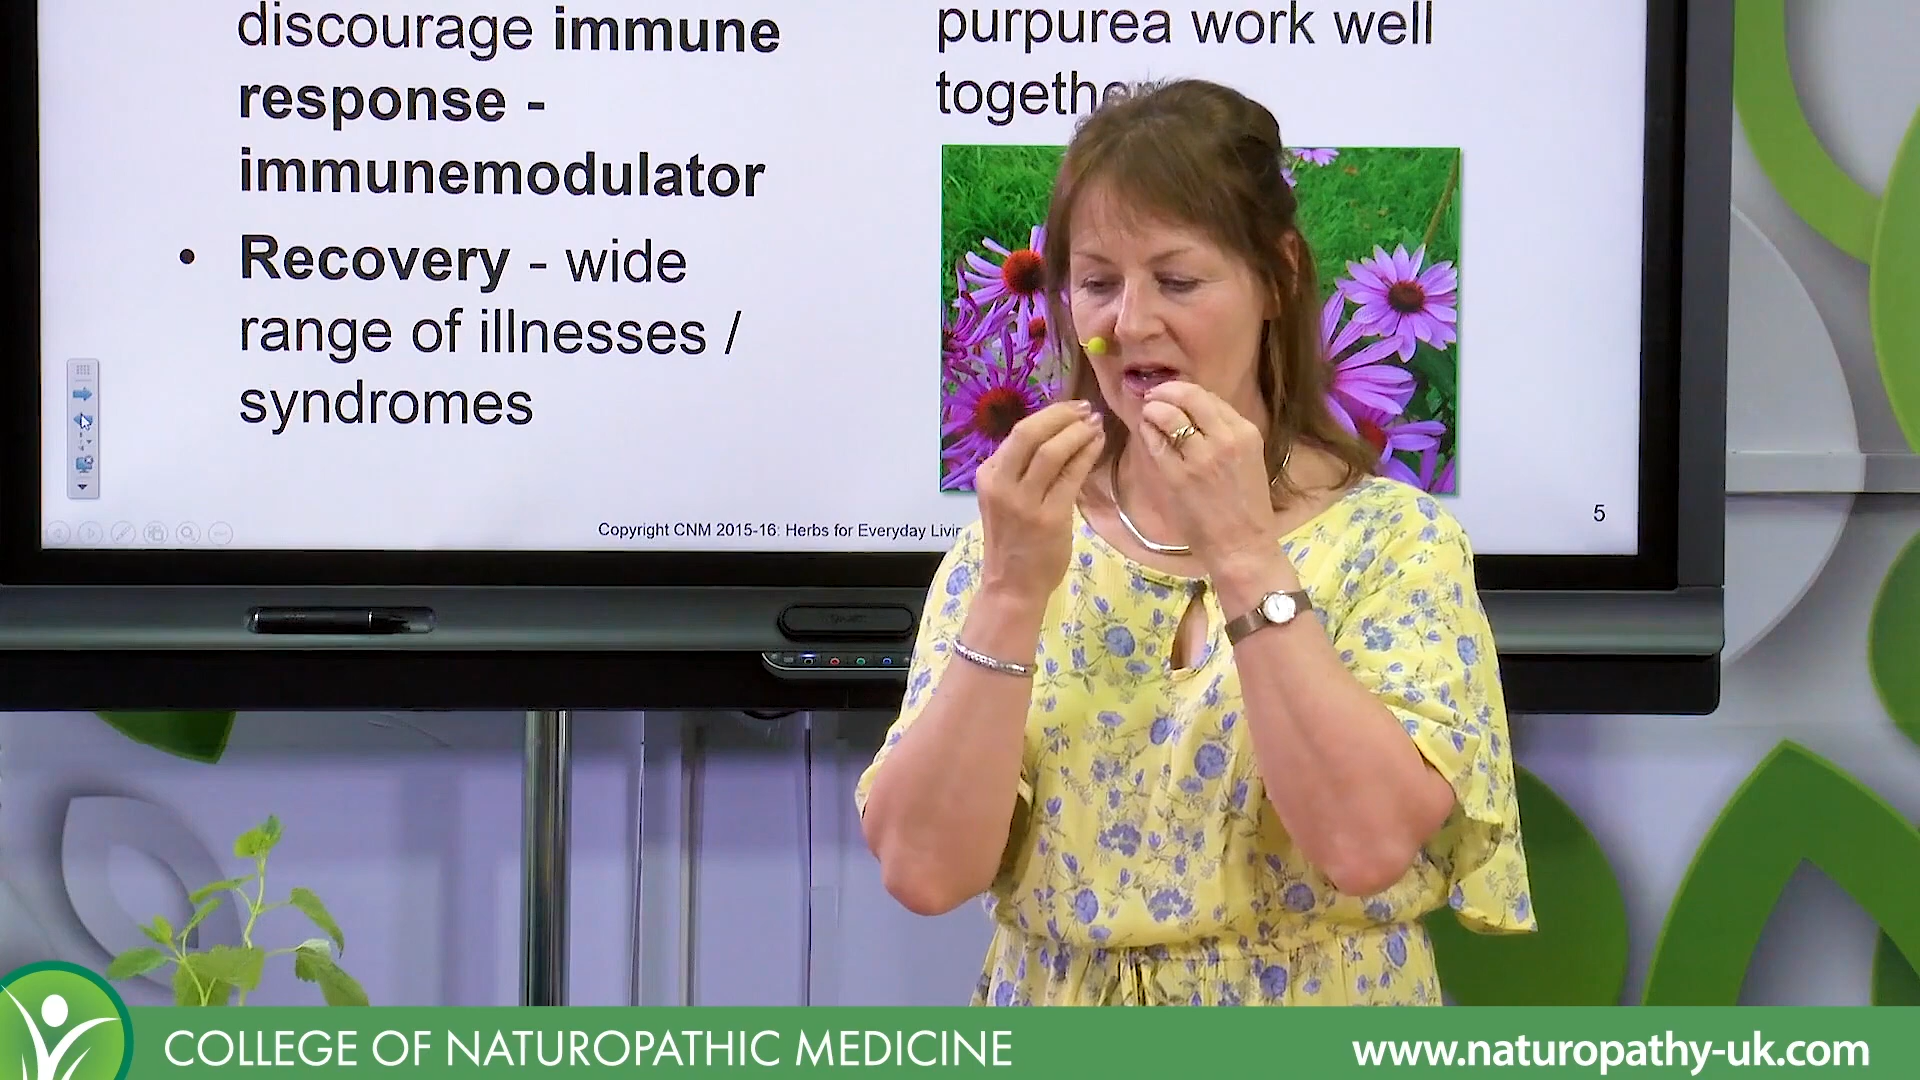 discourage immune
response -
immunemodulator
• Recovery - wide
range of illnesses /
syndromes
purpurea work well
Copyright CNM 2015-16: Herbs for Everyday
5
COLLEGE OF NATUROPATHIC MEDICINE
www.naturopathy-uk.com